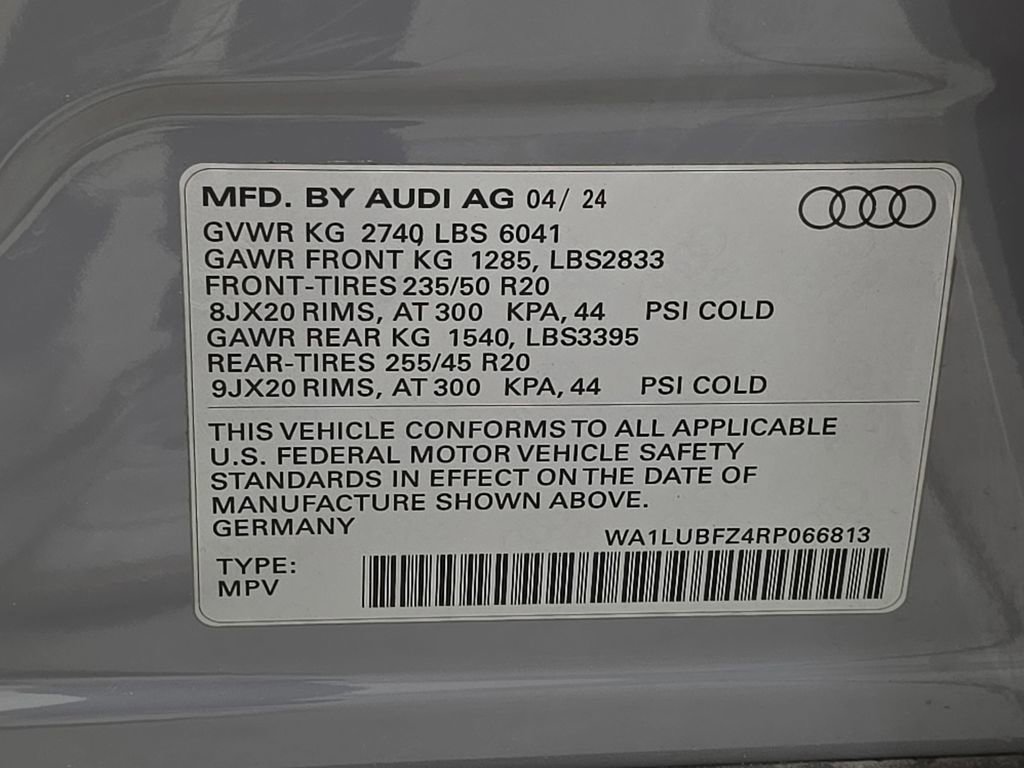 MFD. BY AUDI AG 04/ 24
GVWR KG 2740 LBS 6041
GAWR FRONT KG 1285, LBS2833
FRONT-TIRES 235/50 R20
8JX20 RIMS, AT 300 KPA, 44 PSI COLD
GAWR REAR KG 1540, LBS3395
REAR-TIRES 255/45 R20
9JX20 RIMS, AT 300 KPA, 44 PSI COLD
THIS VEHICLE CONFORMS TO ALL APPLICABLE
U.S. FEDERAL MOTOR VEHICLE SAFETY
STANDARDS IN EFFECT ON THE DATE OF
MANUFACTURE SHOWN ABOVE.
GERMANY
WA1LUBFZ4RP066813
TYPE:
MPV